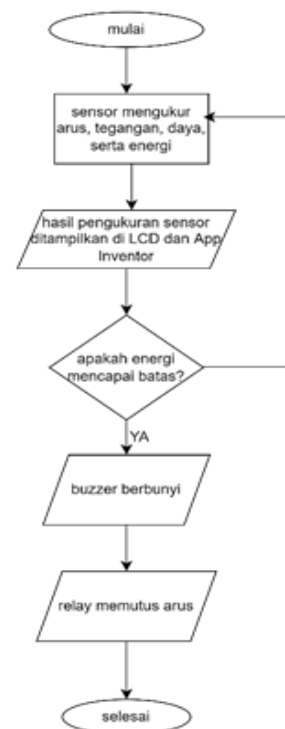 mulai
sensor mengukur
arus, tegangan, daya,
serta energi
hasil pengukuran sensor
ditampilkan di LCD dan App
Inventor
apakah energi
mencapai batas?
YA
buzzer berbunyi
relay memutus arus
selesai